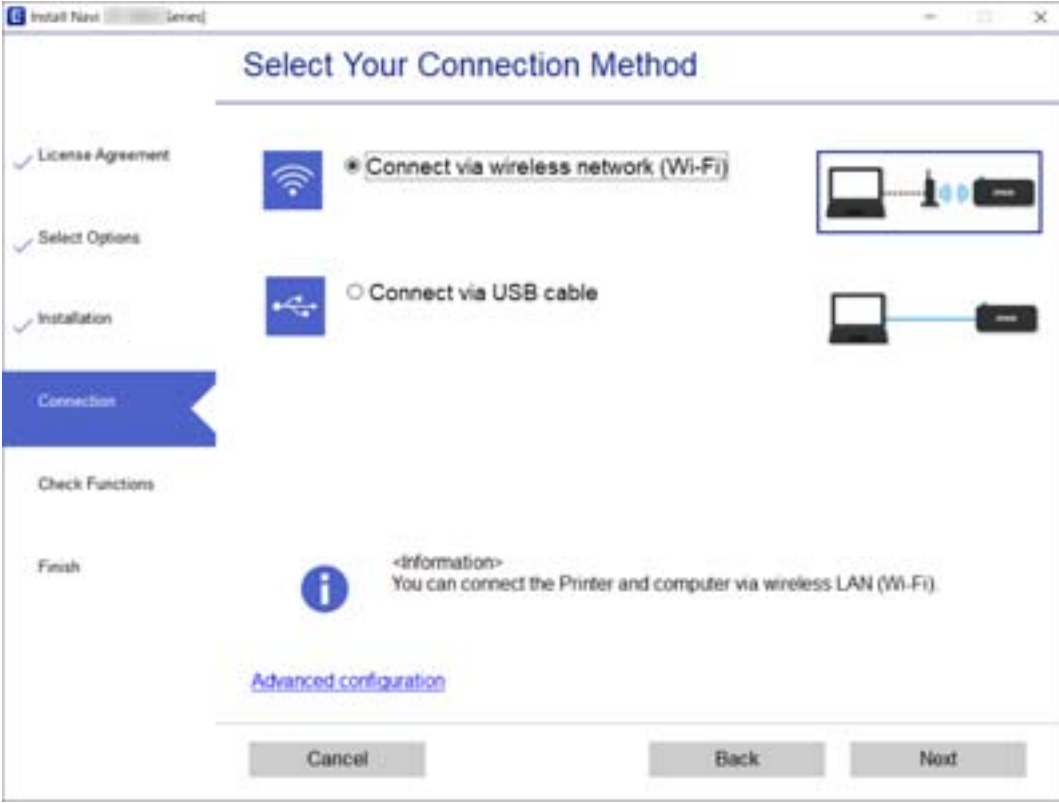 Install Navi Series]
Select Your Connection Method
License Agreement
Select Options
Installation
Connection
Check Functions
Finish
Connect via wireless network (Wi-Fi)
Connect via USB cable
<Information>
You can connect the Printer and computer via wireless LAN (Wi-Fi).
Advanced configuration
Cancel
Back
Next